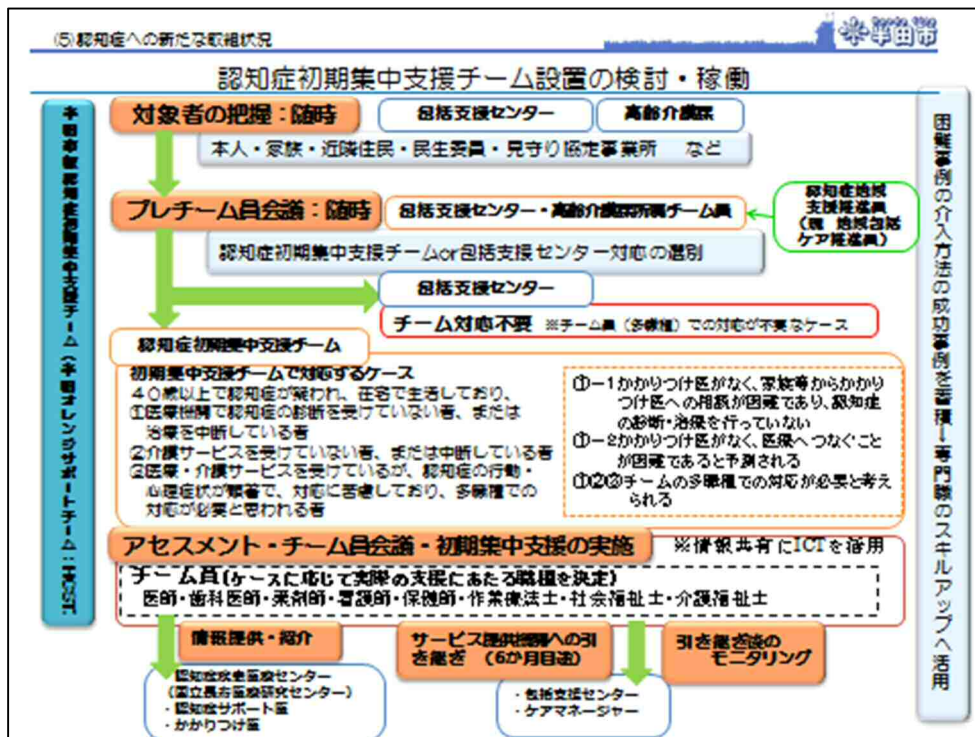 (5)認知症への新たな取組状況
半田市
認知症初期集中支援チーム設置の検討・稼働
対象者の把握：随時
包括支援センター
高齢介護課
本人・家族・近隣住民・民生委員・見守り協定事業所　など
プレチーム員会議：随時
包括支援センター・高齢介護課所属チーム員
認知症地域
支援推進員
（現　地域包括
ケア推進員）
認知症初期集中支援チームor包括支援センター対応の選別
包括支援センター
チーム対応不要　※チーム員（多職種）での対応が不要なケース
認知症初期集中支援チーム
初期集中支援チームで対応するケース
４０歳以上で認知症が疑われ、在宅で生活しており、
①医療機関で認知症の診断を受けていない者、または
治療を中断している者
②介護サービスを受けていない者、または中断している者
③医療・介護サービスを受けているが、認知症の行動・
心理症状が顕著で、対応に苦慮しており、多職種での
対応が必要と思われる者
①－１かかりつけ医がなく、家族等からかかり
つけ医への相談が困難であり、認知症
の診断・治療を行っていない
①－２かかりつけ医がなく、医療へつなぐこと
が困難であると予測される
①②③チームの多職種での対応が必要と考え
られる
アセスメント・チーム員会議・初期集中支援の実施
※情報共有にICTを活用
チーム員（ケースに応じて実際の支援にあたる職種を決定）
医師・歯科医師・薬剤師・看護師・保健師・作業療法士・社会福祉士・介護福祉士
情報提供・紹介
サービス提供機関への引
き継ぎ　（6か月目途）
引き継ぎ後の
モニタリング
・認知症疾患医療センター
（国立長寿医療研究センター）
・認知症サポート医
・かかりつけ医
・包括支援センター
・ケアマネージャー
半田市版認知症初期集中支援チーム（半田オレンジサポートチーム：
困難事例の介入方法の成功事例を蓄積→専門職のスキルアップへ活用